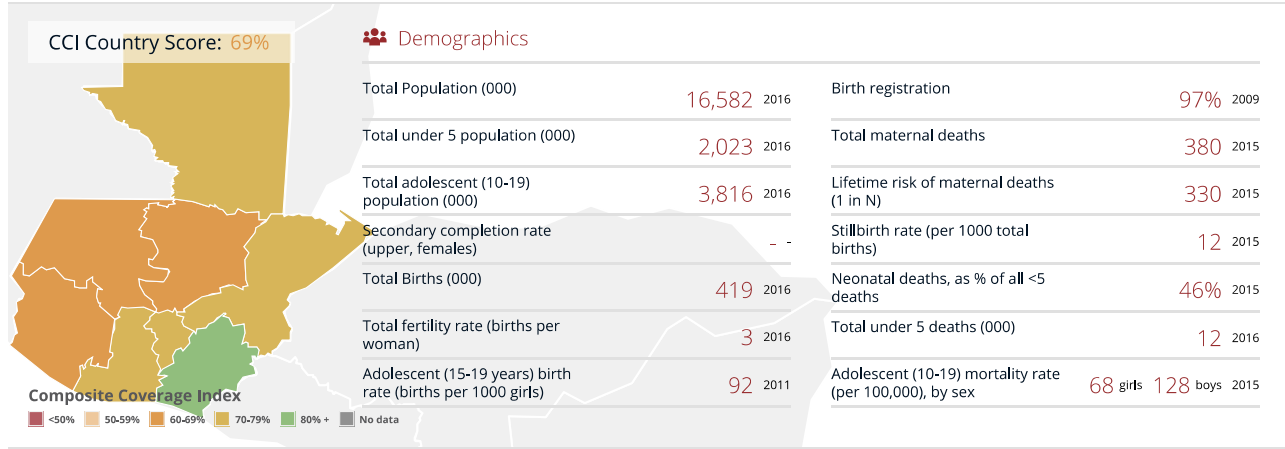 CCI Country Score: 69%
Demographics
Total Population (000) 16,582 2016
Total under 5 population (000) 2,023 2016
Total adolescent (10-19)
population (000) 3,816 2016
Secondary completion rate
(upper, females) - -
Total Births (000) 419 2016
Total fertility rate (births per
woman) 3 2016
Adolescent (15-19 years) birth
rate (births per 1000 girls) 92 2011
Birth registration 97% 2009
Total maternal deaths 380 2015
Lifetime risk of maternal deaths
(1 in N) 330 2015
Stillbirth rate (per 1000 total
births) 12 2015
Neonatal deaths, as % of all <5
deaths 46% 2015
Total under 5 deaths (000) 12 2016
Adolescent (10-19) mortality rate
(per 100,000), by sex 68 girls 128 boys 2015
Composite Coverage Index
<50% 50-59% 60-69% 70-79% 80% + No data